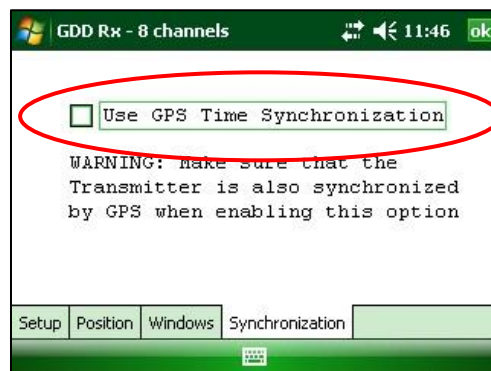 GDD Rx - 8 channels 11:46 ok
Use GPS Time Synchronization
WARNING: Make sure that the
Transmitter is also synchronized
by GPS when enabling this option
Setup Position Windows Synchronization